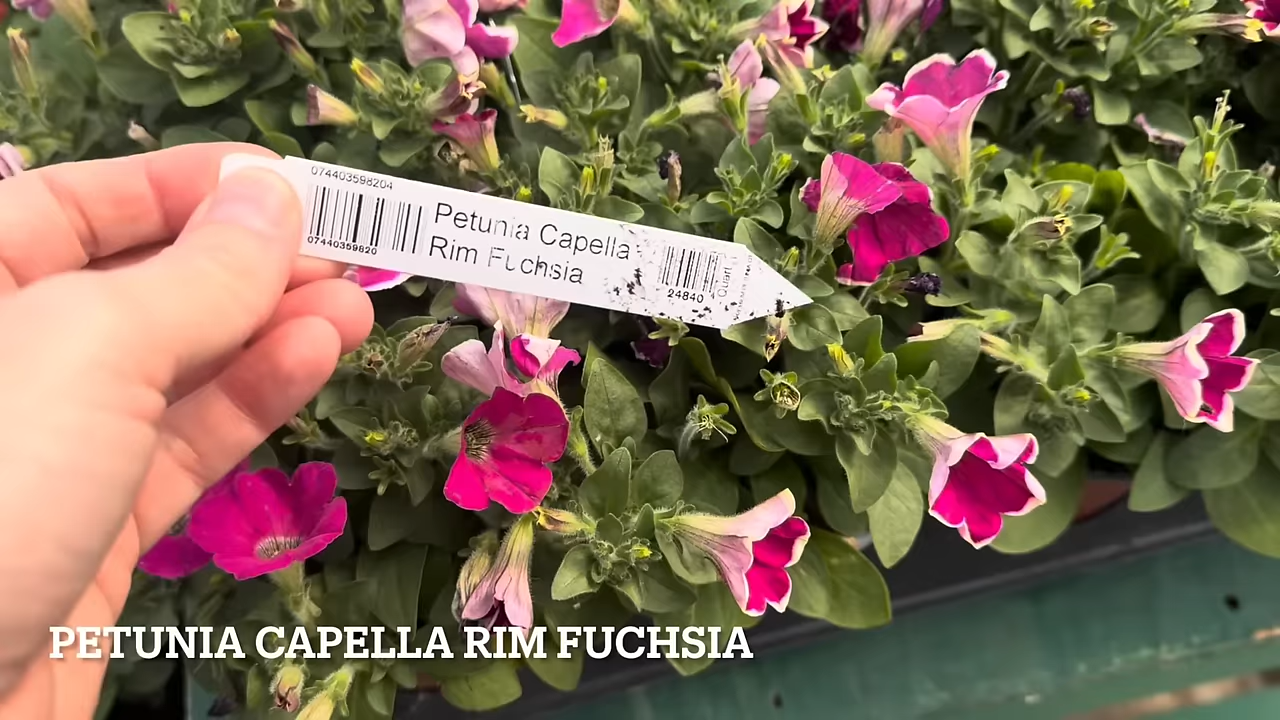 074403598204
Petunia Capella
Rim Fuchsia
07440359820
24840
Quart
PETUNIA CAPELLA RIM FUCHSIA